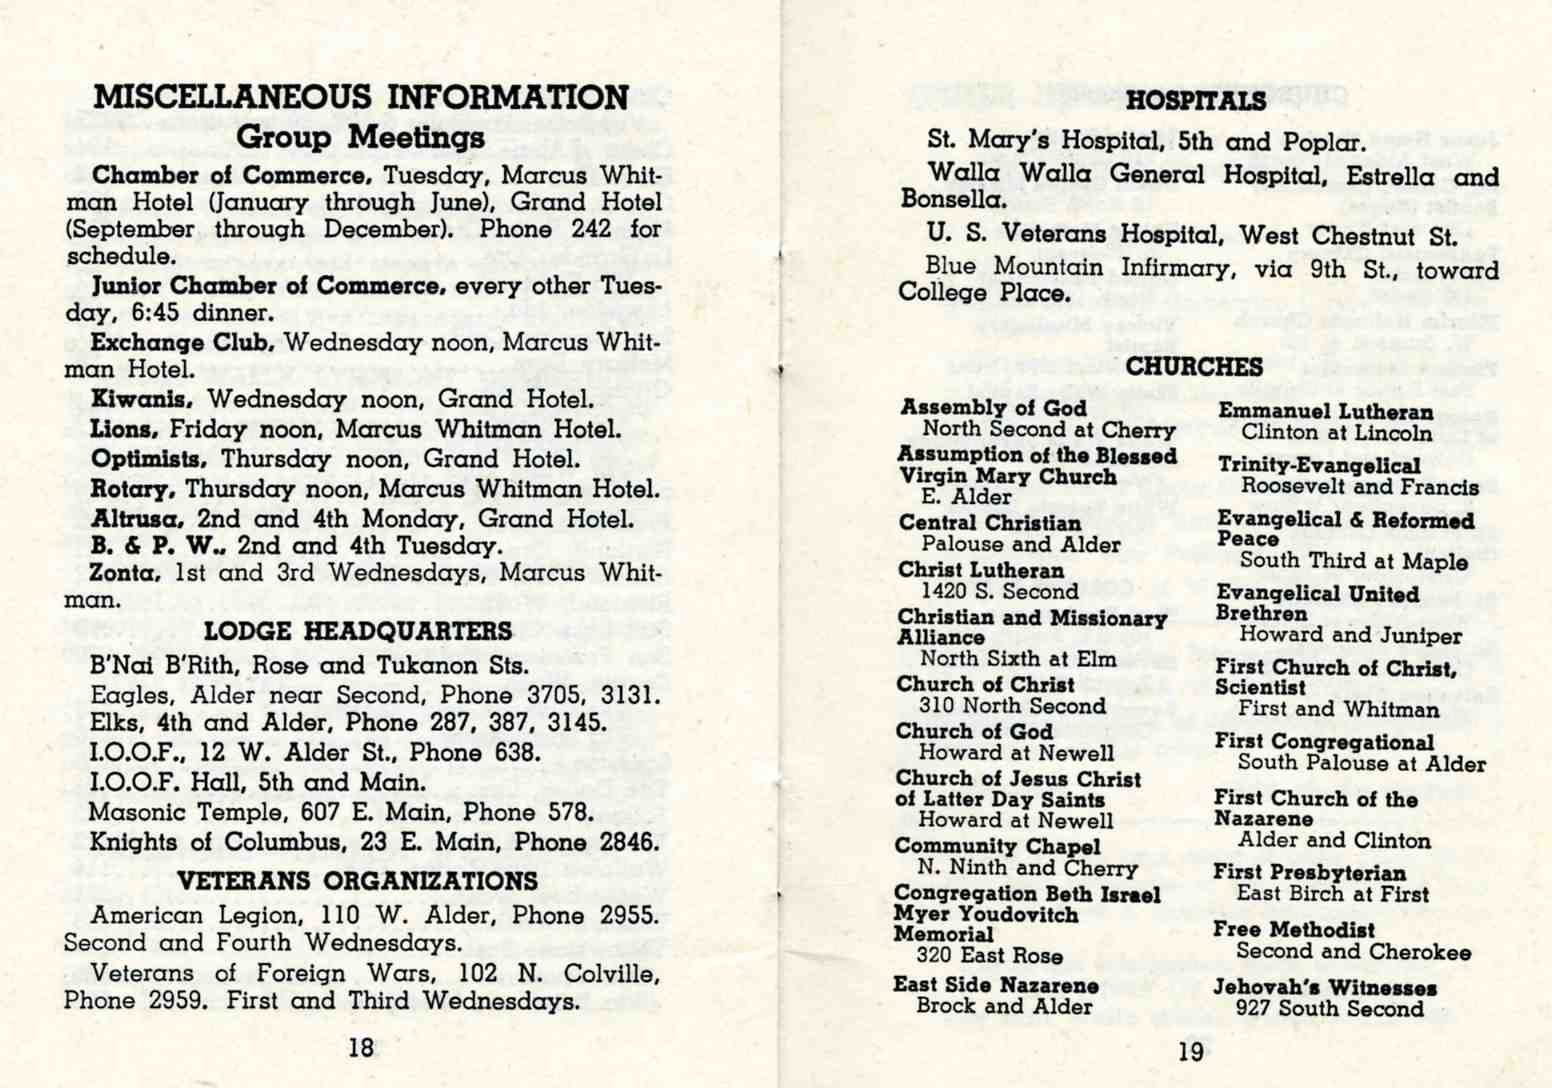 MISCELLANEOUS INFORMATION
Group Meetings
Chamber of Commerce, Tuesday, Marcus Whit-
man Hotel (January through June), Grand Hotel
(September through December). Phone 242 for
schedule.
Junior Chamber of Commerce, every other Tues-
day, 6:45 dinner.
Exchange Club, Wednesday noon, Marcus Whit-
man Hotel.
Kiwanis, Wednesday noon, Grand Hotel.
Lions, Friday noon, Marcus Whitman Hotel.
Optimists, Thursday noon, Grand Hotel.
Rotary, Thursday noon, Marcus Whitman Hotel.
Altrusa, 2nd and 4th Monday, Grand Hotel.
B. & P. W., 2nd and 4th Tuesday.
Zonta, 1st and 3rd Wednesdays, Marcus Whit-
man.
LODGE HEADQUARTERS
B'Nai B'Rith, Rose and Tukanon Sts.
Eagles, Alder near Second, Phone 3705, 3131.
Elks, 4th and Alder, Phone 287, 387, 3145.
I.O.O.F., 12 W. Alder St., Phone 638.
I.O.O.F. Hall, 5th and Main.
Masonic Temple, 607 E. Main, Phone 578.
Knights of Columbus, 23 E. Main, Phone 2846.
VETERANS ORGANIZATIONS
American Legion, 110 W. Alder, Phone 2955.
Second and Fourth Wednesdays.
Veterans of Foreign Wars, 102 N. Colville,
Phone 2959. First and Third Wednesdays.
18
HOSPITALS
St. Mary's Hospital, 5th and Poplar.
Walla Walla General Hospital, Estrella and
Bonsella.
U. S. Veterans Hospital, West Chestnut St.
Blue Mountain Infirmary, via 9th St., toward
College Place.
CHURCHES
Assembly of God
North Second at Cherry
Assumption of the Blessed
Virgin Mary Church
E. Alder
Central Christian
Palouse and Alder
Christ Lutheran
1420 S. Second
Christian and Missionary
Alliance
North Sixth at Elm
Church of Christ
310 North Second
Church of God
Howard at Newell
Church of Jesus Christ
of Latter Day Saints
Howard at Newell
Community Chapel
N. Ninth and Cherry
Congregation Beth Israel
Myer Youdovitch
Memorial
320 East Rose
East Side Nazarene
Brock and Alder
Emmanuel Lutheran
Clinton at Lincoln
Trinity-Evangelical
Roosevelt and Francis
Evangelical & Reformed
Peace
South Third at Maple
Evangelical United
Brethren
Howard and Juniper
First Church of Christ,
Scientist
First and Whitman
First Congregational
South Palouse at Alder
First Church of the
Nazarene
Alder and Clinton
First Presbyterian
East Birch at First
Free Methodist
Second and Cherokee
Jehovah's Witnesses
927 South Second
19